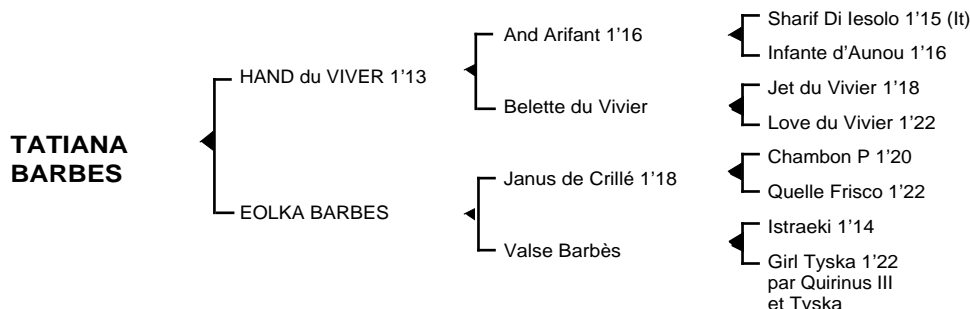 TATIANA
BARBES
HAND du VIVER 1'13
EOLKA BARBES
And Arifant 1'16
Belette du Vivier
Janus de Crillé 1'18
Valse Barbès
Sharif Di Iesolo 1'15 (It)
Infante d'Aunou 1'16
Jet du Vivier 1'18
Love du Vivier 1'22
Chambon P 1'20
Quelle Frisco 1'22
Istraeki 1'14
Girl Tyska 1'22
par Quirinus III
et Tyska